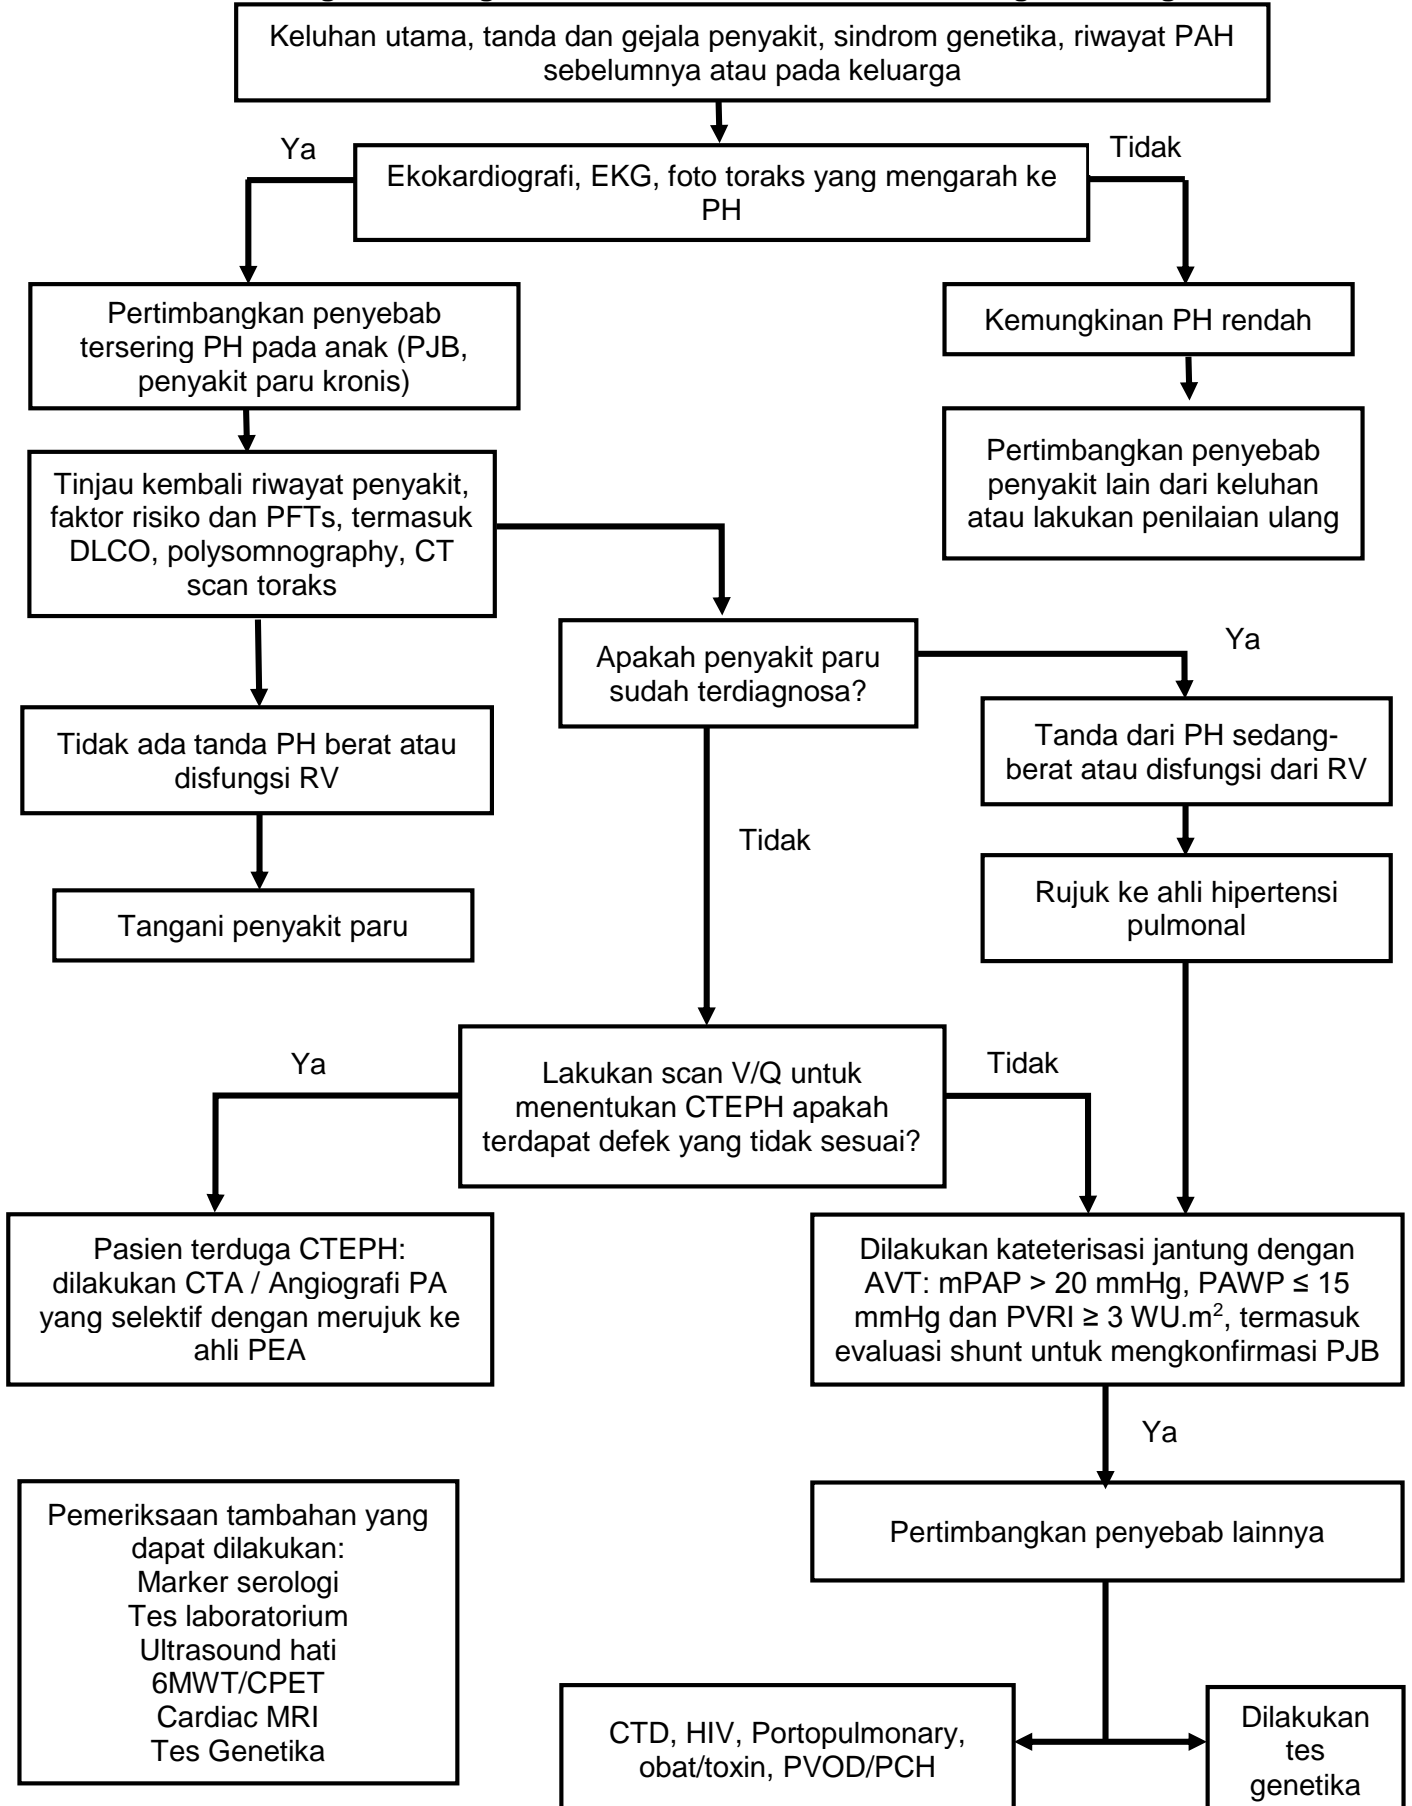 Keluhan utama, tanda dan gejala penyakit, sindrom genetika, riwayat PAH
sebelumnya atau pada keluarga
Ya
Tidak
Ekokardiografi, EKG, foto toraks yang mengarah ke
PH
Pertimbangkan penyebab
tersering PH pada anak (PJB,
penyakit paru kronis)
Kemungkinan PH rendah
Pertimbangkan penyebab
penyakit lain dari keluhan
atau lakukan penilaian ulang
Tinjau kembali riwayat penyakit,
faktor risiko dan PFTs, termasuk
DLCO, polysomnography, CT
scan toraks
Apakah penyakit paru
sudah terdiagnosa?
Ya
Tidak ada tanda PH berat atau
disfungsi RV
Tanda dari PH sedang-
berat atau disfungsi dari RV
Tidak
Tangani penyakit paru
Rujuk ke ahli hipertensi
pulmonal
Ya
Lakukan scan V/Q untuk
menentukan CTEPH apakah
terdapat defek yang tidak sesuai?
Tidak
Pasien terduga CTEPH:
dilakukan CTA / Angiografi PA
yang selektif dengan merujuk ke
ahli PEA
Dilakukan kateterisasi jantung dengan
AVT: mPAP > 20 mmHg, PAWP ≤ 15
mmHg dan PVRI ≥ 3 WU.m², termasuk
evaluasi shunt untuk mengkonfirmasi PJB
Ya
Pertimbangkan penyebab lainnya
Pemeriksaan tambahan yang
dapat dilakukan:
Marker serologi
Tes laboratorium
Ultrasound hati
6MWT/CPET
Cardiac MRI
Tes Genetika
CTD, HIV, Portopulmonary,
obat/toxin, PVOD/PCH
Dilakukan
tes
genetika